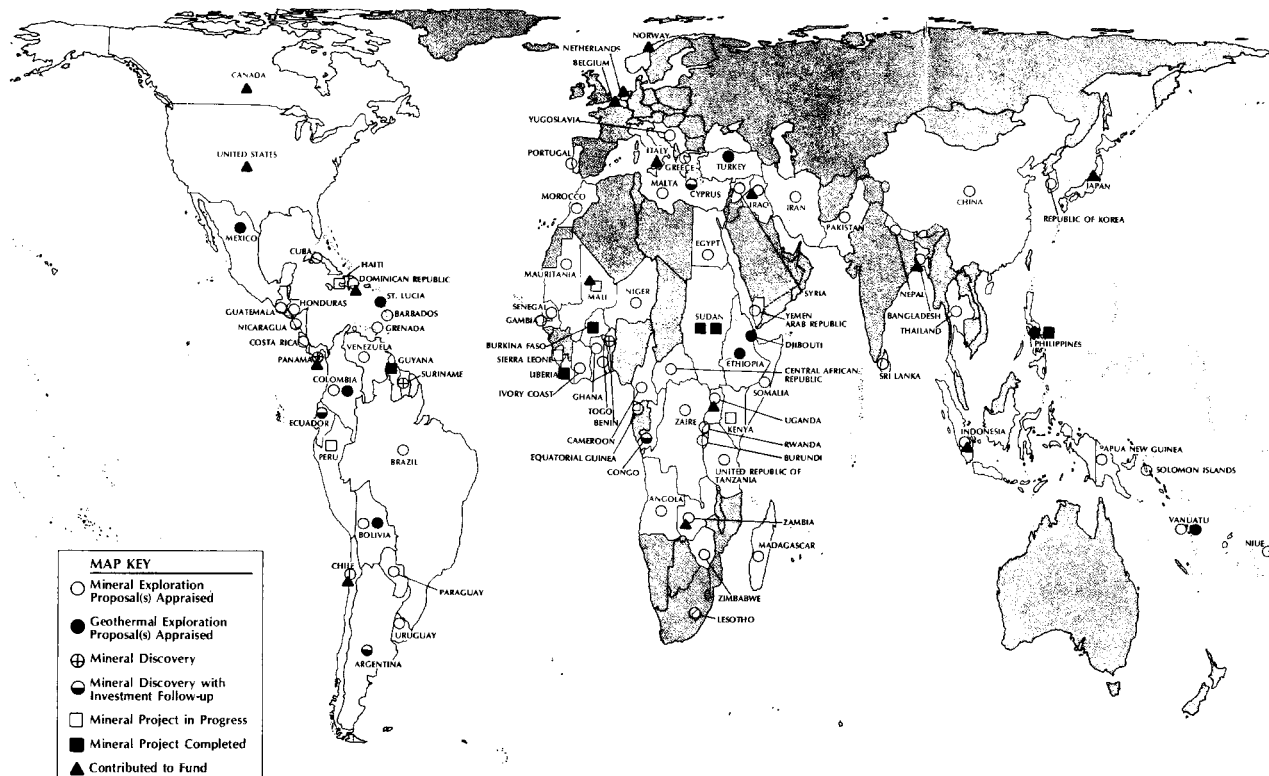 NORWAY
NETHERLANDS
BELGIUM
CANADA
YUGOSLAVIA
UNITED STATES
PORTUGAL
ITALY
GREECE
TURKEY
MALTA
CYPRUS
JAPAN
MOROCCO
IRAQ
IRAN
CHINA
REPUBLIC OF KOREA
PAKISTAN
MEXICO
CUBA
EGYPT
HAITI
DOMINICAN REPUBLIC
MAURITANIA
MALI
NIGER
SYRIA
NEPAL
ST. LUCIA
HONDURAS
GUATEMALA
BARBADOS
SENEGAL
GAMBIA
SUDAN
YEMEN
ARAB REPUBLIC
BANGLADESH
THAILAND
NICARAGUA
GRENADA
COSTA RICA
BURKINA FASO
DJIBOUTI
PHILIPPINES
VENEZUELA
PANAMA
GUYANA
SIERRA LEONE
ETHIOPIA
SURINAME
LIBERIA
CENTRAL AFRICAN
REPUBLIC
SRI LANKA
COLOMBIA
IVORY COAST
GHANA
SOMALIA
TOGO
BENIN
ZAIRE
UGANDA
ECUADOR
KENYA
CAMEROON
RWANDA
INDONESIA
PERU
BRAZIL
EQUATORIAL GUINEA
BURUNDI
PAPUA NEW GUINEA
CONGO
UNITED REPUBLIC OF
TANZANIA
SOLOMON ISLANDS
ANGOLA
BOLIVIA
ZAMBIA
VANUATU
NIUE
MADAGASCAR
CHILE
PARAGUAY
ZIMBABWE
LESOTHO
URUGUAY
ARGENTINA
MAP KEY
Mineral Exploration
Proposal(s) Appraised
Geothermal Exploration
Proposal(s) Appraised
Mineral Discovery
Mineral Discovery with
Investment Follow-up
Mineral Project in Progress
Mineral Project Completed
Contributed to Fund